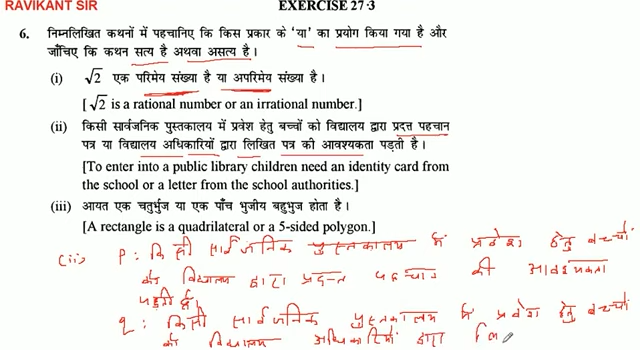 RAVIKANT SIR
EXERCISE 27·3
6. निम्नलिखित कथनों में पहचानिए कि किस प्रकार के 'या' का प्रयोग किया गया है और
जाँचिए कि कथन सत्य है अथवा असत्य है।
(i) √2 एक परिमेय संख्या है या अपरिमेय संख्या है।
[√2 is a rational number or an irrational number.]
(ii) किसी सार्वजनिक पुस्तकालय में प्रवेश हेतु बच्चों को विद्यालय द्वारा प्रदत्त पहचान
पत्र या विद्यालय अधिकारियों द्वारा लिखित पत्र की आवश्यकता पड़ती है।
[To enter into a public library children need an identity card from
the school or a letter from the school authorities.]
(iii) आयत एक चतुर्भुज या एक पाँच भुजीय बहुभुज होता है।
[A rectangle is a quadrilateral or a 5-sided polygon.]
(ii) p: किसी सार्वजनिक पुस्तकालय में प्रवेश हेतु बच्चों
को विद्यालय द्वारा प्रदत्त पहचान की आवश्यकता
पड़ती है।
q: किसी सार्वजनिक पुस्तकालय में प्रवेश हेतु बच्चों
को विद्यालय अधिकारियों द्वारा लि